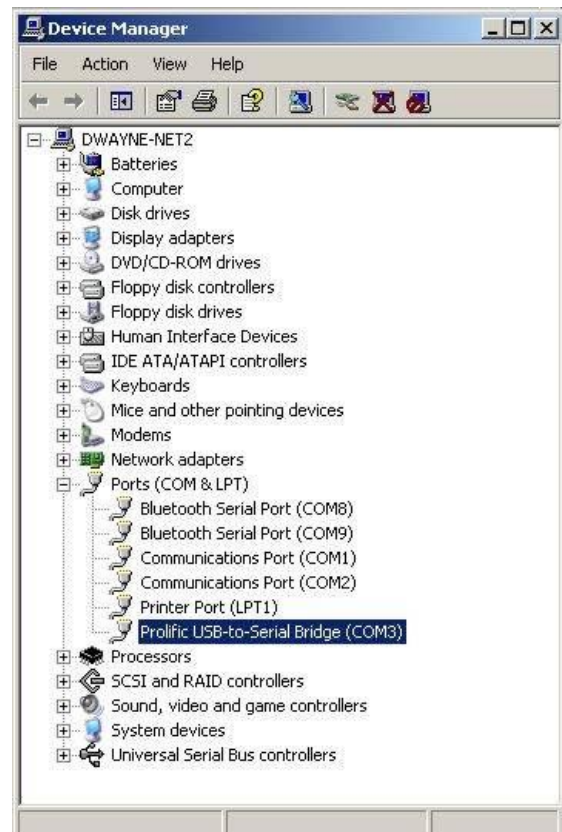 Device Manager
File Action View Help
DWAYNE-NET2
Batteries
Computer
Disk drives
Display adapters
DVD/CD-ROM drives
Floppy disk controllers
Floppy disk drives
Human Interface Devices
IDE ATA/ATAPI controllers
Keyboards
Mice and other pointing devices
Modems
Network adapters
Ports (COM & LPT)
Bluetooth Serial Port (COM8)
Bluetooth Serial Port (COM9)
Communications Port (COM1)
Communications Port (COM2)
Printer Port (LPT1)
Prolific USB-to-Serial Bridge (COM3)
Processors
SCSI and RAID controllers
Sound, video and game controllers
System devices
Universal Serial Bus controllers